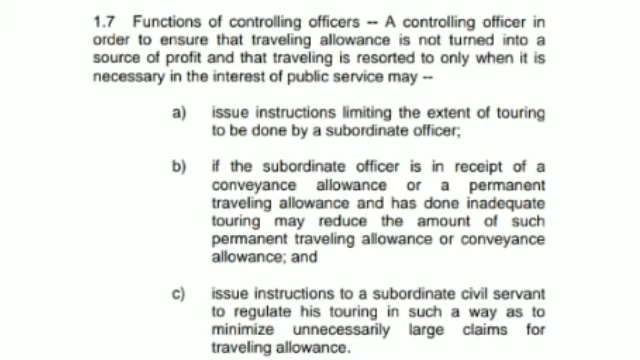 1.7 Functions of controlling officers -- A controlling officer in
order to ensure that traveling allowance is not turned into a
source of profit and that traveling is resorted to only when it is
necessary in the interest of public service may --
a) issue instructions limiting the extent of touring
to be done by a subordinate officer;
b) if the subordinate officer is in receipt of a
conveyance allowance or a permanent
traveling allowance and has done inadequate
touring may reduce the amount of such
permanent traveling allowance or conveyance
allowance; and
c) issue instructions to a subordinate civil servant
to regulate his touring in such a way as to
minimize unnecessarily large claims for
traveling allowance.